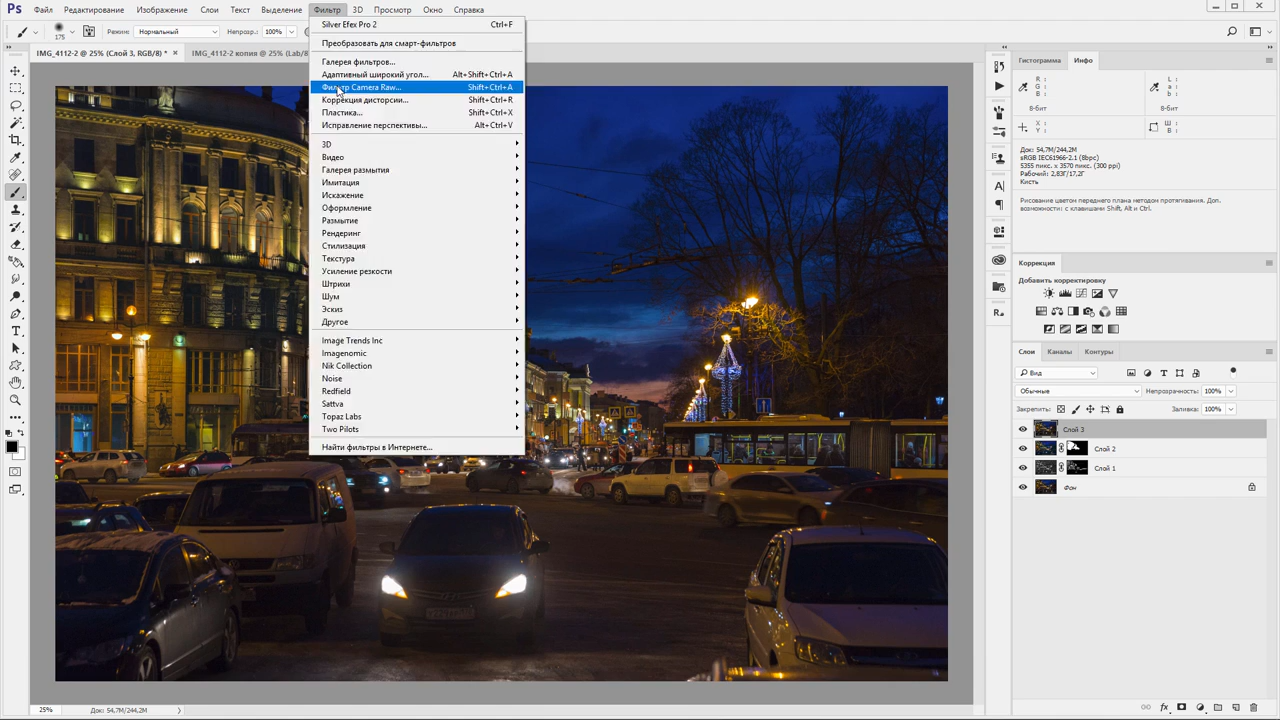 Ps Файл Редактирование Изображение Слои Текст Выделение Фильтр 3D Просмотр Окно Справка
175 Режим: Нормальный Непрозр.: 100%
IMG_4112-2 @ 25% (Слой 3, RGB/8) * × IMG_4112-2 копия @ 25% (Lab/8
Silver Efex Pro 2 Ctrl+F
Преобразовать для смарт-фильтров
Галерея фильтров...
Адаптивный широкий угол... Alt+Shift+Ctrl+A
Фильтр Camera Raw... Shift+Ctrl+A
Коррекция дисторсии... Shift+Ctrl+R
Пластика... Shift+Ctrl+X
Исправление перспективы... Alt+Ctrl+V
3D
Видео
Галерея размытия
Имитация
Искажение
Оформление
Размытие
Рендеринг
Стилизация
Текстура
Усиление резкости
Штрихи
Шум
Эскиз
Другое
Image Trends Inc
Imagenomic
Nik Collection
Noise
Redfield
Sattva
Topaz Labs
Two Pilots
Найти фильтры в Интернете...
Гистограмма Инфо
R : L :
G : a :
B : b :
8-бит 8-бит
X : Ш :
Y : В :
Док: 54,7M/244,2M
sRGB IEC61966-2.1 (8bpc)
5355 пикс. x 3570 пикс. (300 ppi)
Рабочий: 2,83Г/17,2Г
Кисть
Рисование цветом переднего плана методом протягивания. Доп.
возможности: с клавишами Shift, Alt и Ctrl.
Коррекция
Добавить корректировку
Слои Каналы Контуры
Вид
Обычные Непрозрачность: 100%
Закрепить: Заливка: 100%
Слой 3
Слой 2
Слой 1
Фон
25% Док: 54,7M/244,2M